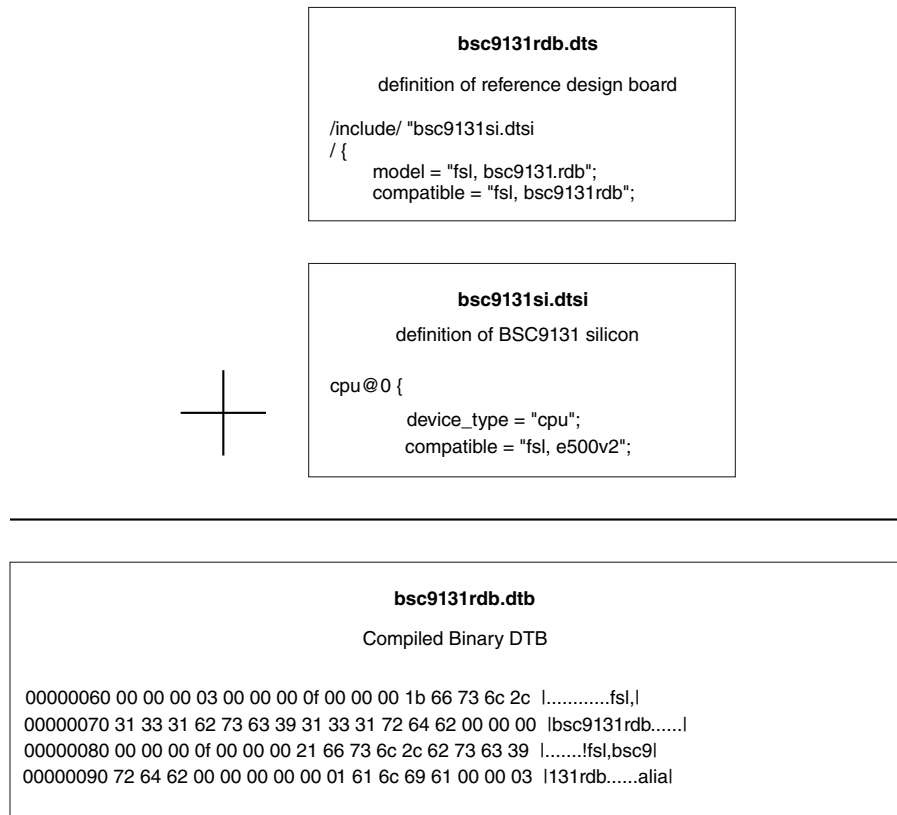 bsc9131rdb.dts
definition of reference design board
/include/ "bsc9131si.dtsi
/ {
model = "fsl, bsc9131.rdb";
compatible = "fsl, bsc9131rdb";
bsc9131si.dtsi
definition of BSC9131 silicon
cpu@0 {
device_type = "cpu";
compatible = "fsl, e500v2";
bsc9131rdb.dtb
Compiled Binary DTB
00000060 00 00 00 03 00 00 00 0f 00 00 00 1b 66 73 6c 2c |............fsl,|
00000070 31 33 31 62 73 63 39 31 33 31 72 64 62 00 00 00 |bsc9131rdb......|
00000080 00 00 00 0f 00 00 00 21 66 73 6c 2c 62 73 63 39 |.......!fsl,bsc9|
00000090 72 64 62 00 00 00 00 00 00 01 61 6c 69 61 00 00 03 |131rdb......alia|